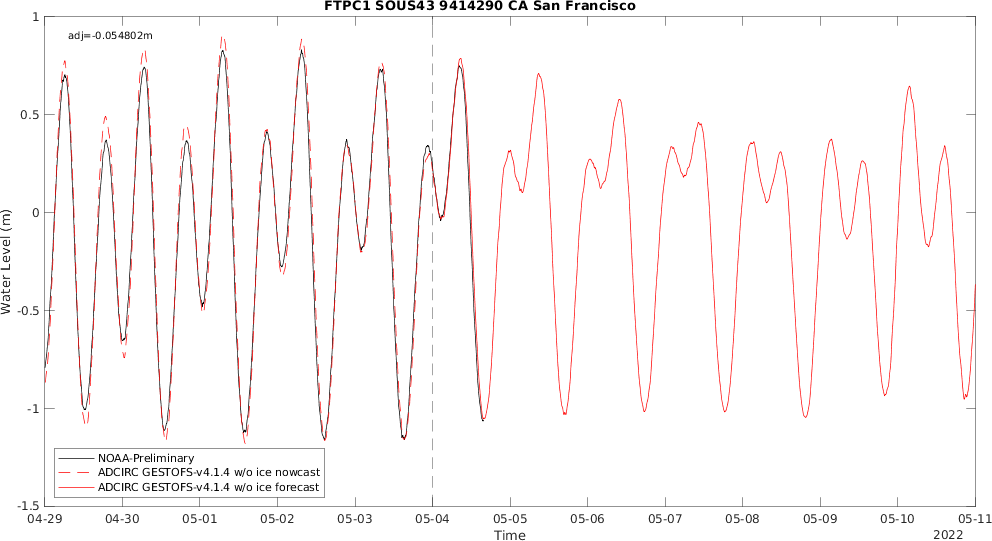 FTPC1 SOUS43 9414290 CA San Francisco
adj=-0.054802m
1
0.5
0
-0.5
-1
-1.5
Water Level (m)
NOAA-Preliminary
ADCIRC GESTOFS-v4.1.4 w/o ice nowcast
ADCIRC GESTOFS-v4.1.4 w/o ice forecast
04-29 04-30 05-01 05-02 05-03 05-04 05-05 05-06 05-07 05-08 05-09 05-10 05-11
Time
2022